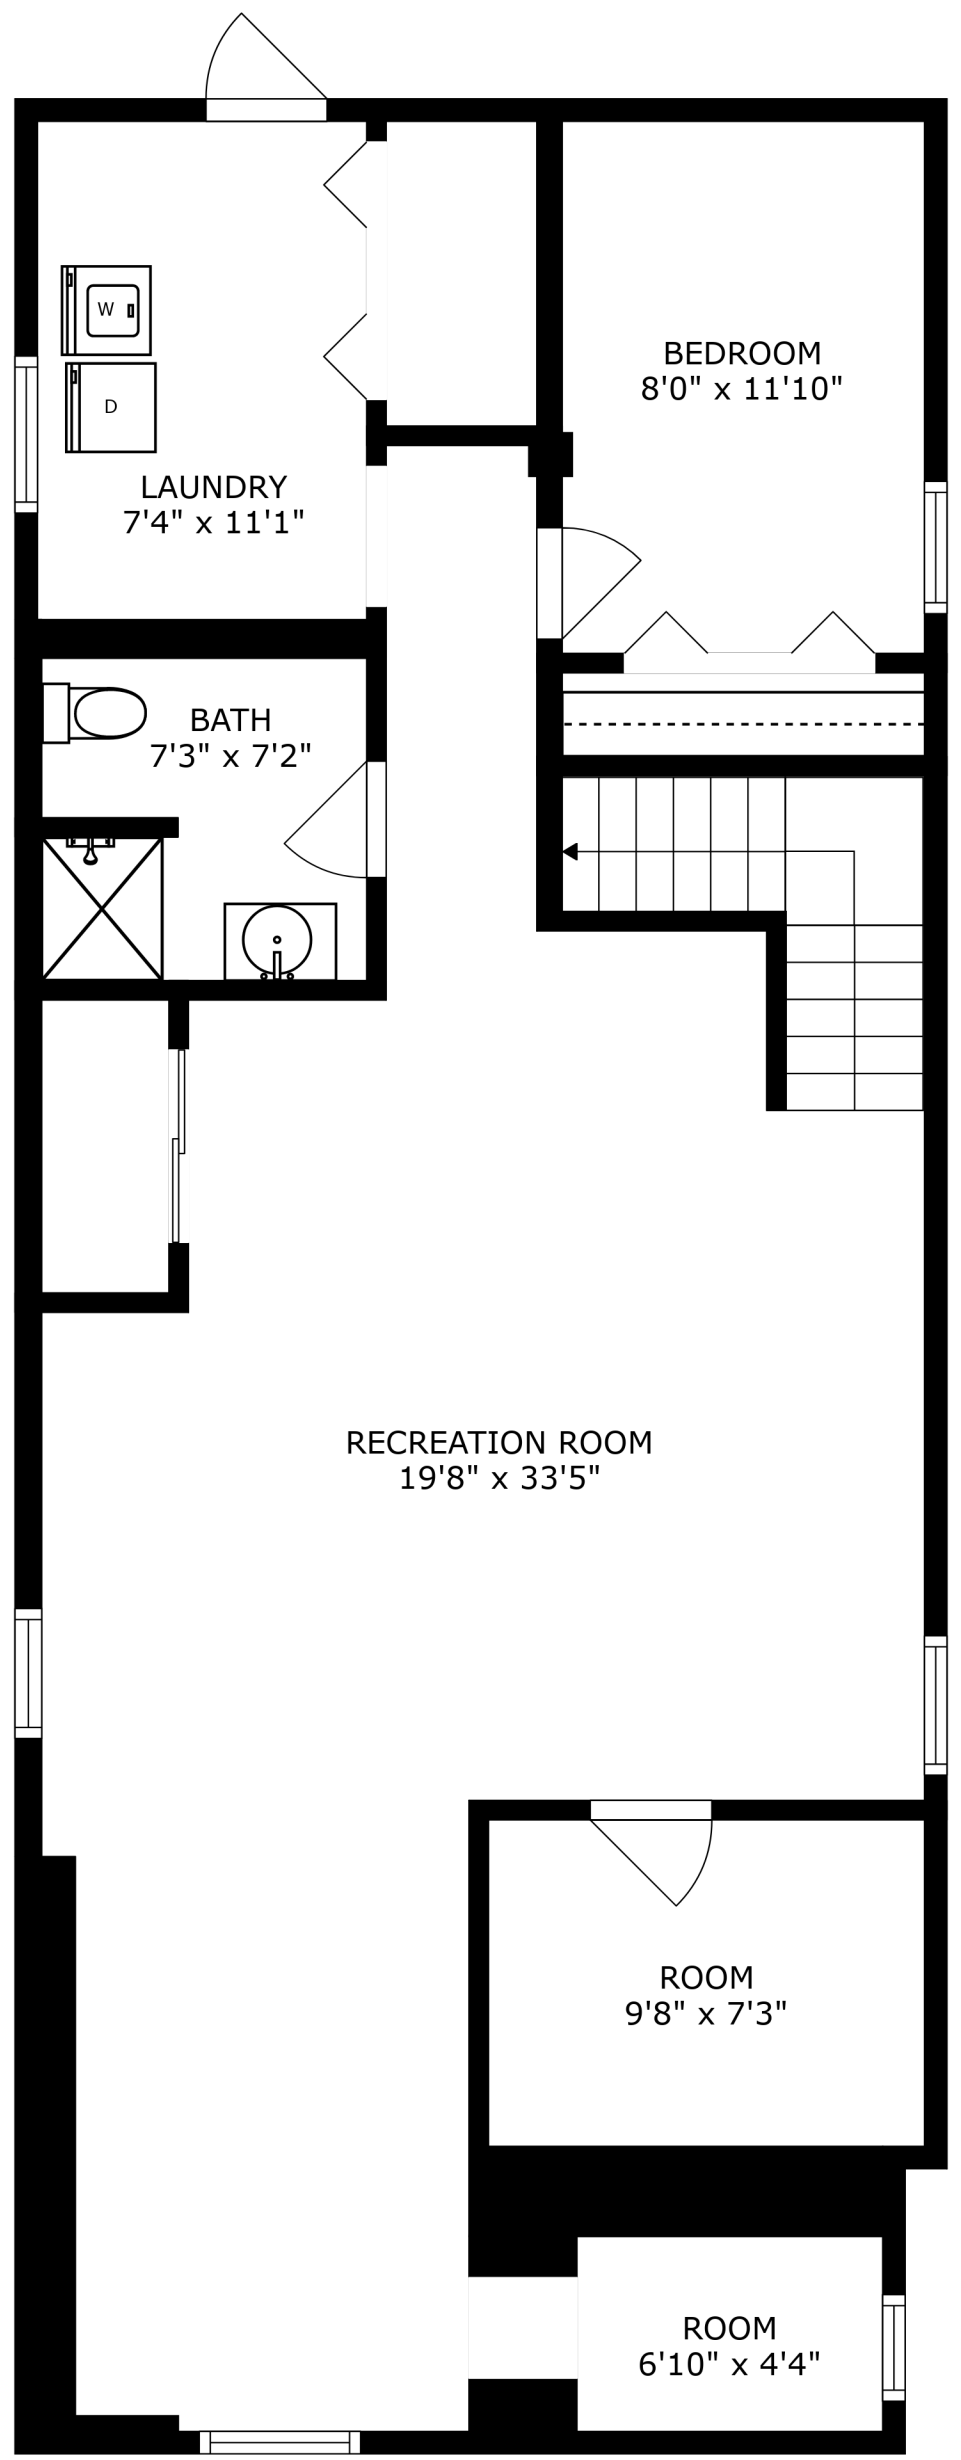 W
D
BEDROOM
8'0" x 11'10"
LAUNDRY
7'4" x 11'1"
BATH
7'3" x 7'2"
RECREATION ROOM
19'8" x 33'5"
ROOM
9'8" x 7'3"
ROOM
6'10" x 4'4"